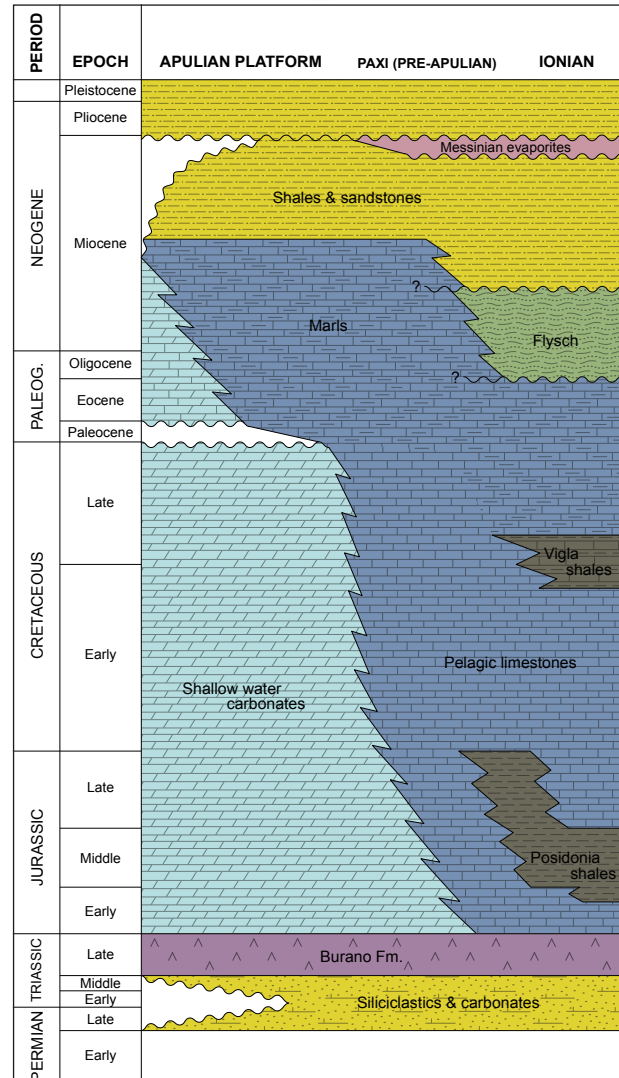 PERIOD
EPOCH
APULIAN PLATFORM
PAXI (PRE-APULIAN)
IONIAN
Pleistocene
NEOGENE
Pliocene
Miocene
Messinian evaporites
Shales & sandstones
?
Marls
Flysch
PALEOG.
Oligocene
?
Eocene
Paleocene
CRETACEOUS
Late
Vigla
shales
Early
Pelagic limestones
Shallow water
carbonates
JURASSIC
Late
Middle
Posidonia
shales
Early
TRIASSIC
Late
Burano Fm.
Middle
Early
Siliciclastics & carbonates
PERMIAN
Late
Early